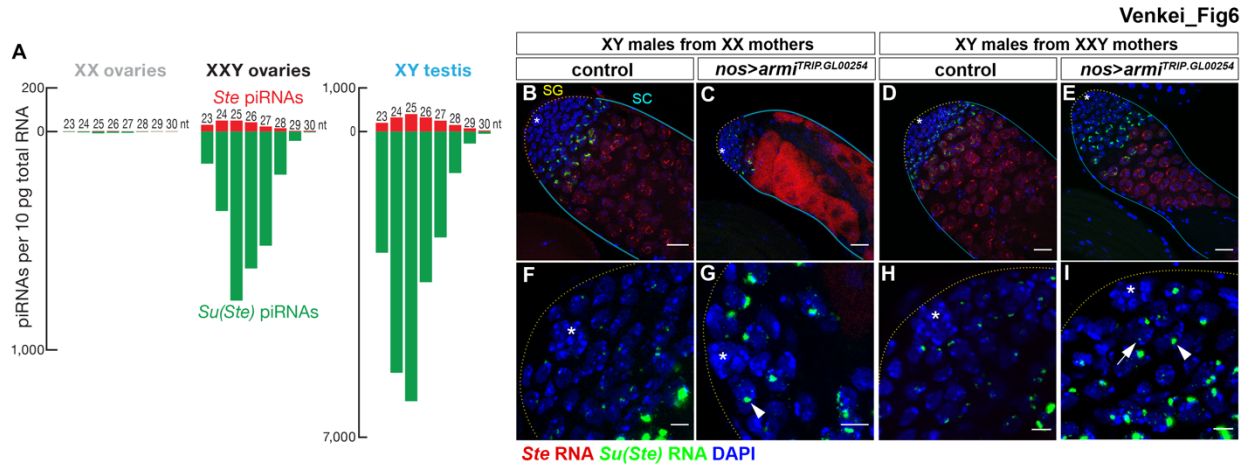 Venkei_Fig6
A
XX ovaries
XXY ovaries
XY testis
piRNAs per 10 pg total RNA
200
0
1,000
Ste piRNAs
23 24 25 26 27 28 29 30 nt
23 24 25 26 27 28 29 30 nt
Su(Ste) piRNAs
1,000
0
7,000
23 24 25 26 27 28 29 30 nt
XY males from XX mothers
XY males from XXY mothers
control
nos>armiTRIP.GL00254
control
nos>armiTRIP.GL00254
B
SG
SC
*
C
*
D
*
E
*
F
*
G
*
H
*
I
*
Ste RNA Su(Ste) RNA DAPI